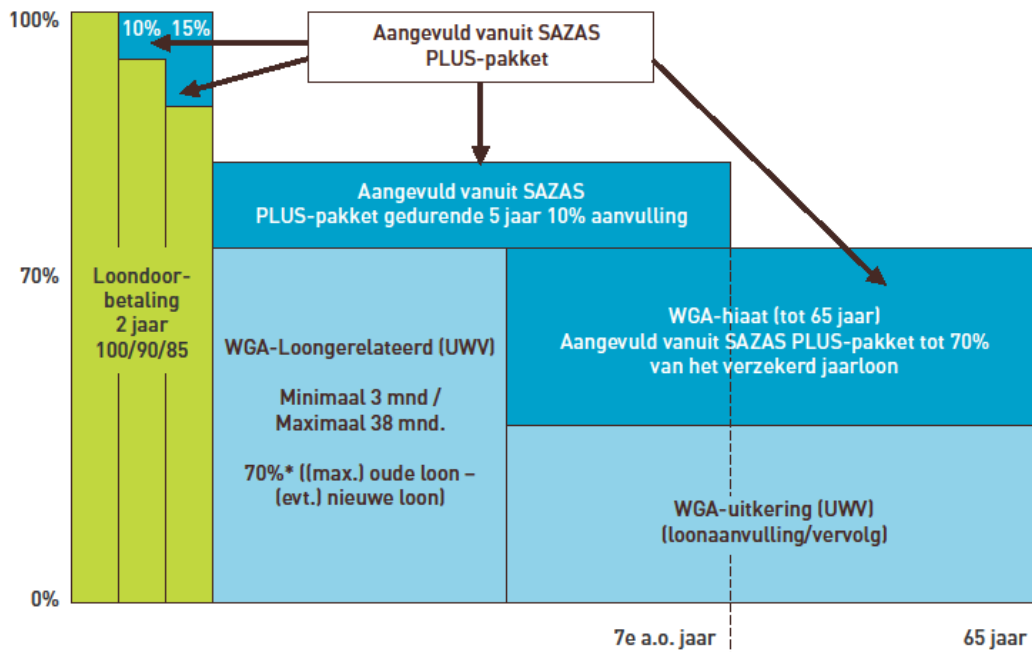 100%
10%
15%
Aangevuld vanuit SAZAS
PLUS-pakket
Aangevuld vanuit SAZAS
PLUS-pakket gedurende 5 jaar 10% aanvulling
70%
Loondoor-
betaling
2 jaar
100/90/85
WGA-Loongerelateerd (UWV)
Minimaal 3 mnd /
Maximaal 38 mnd.
70%* ((max.) oude loon –
(evt.) nieuwe loon)
WGA-hiaat (tot 65 jaar)
Aangevuld vanuit SAZAS PLUS-pakket tot 70%
van het verzekerd jaarloon
WGA-uitkering (UWV)
(loonaanvulling/vervolg)
0%
7e a.o. jaar
65 jaar